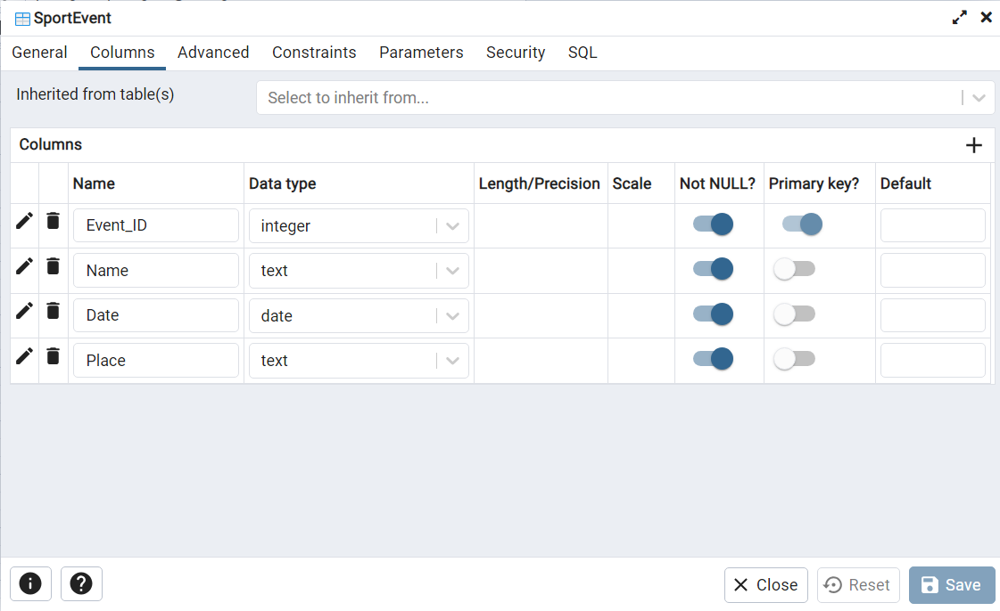 SportEvent
General Columns Advanced Constraints Parameters Security SQL
Inherited from table(s) Select to inherit from...
Columns
Name Data type Length/Precision Scale Not NULL? Primary key? Default
Event_ID integer
Name text
Date date
Place text
Close Reset Save